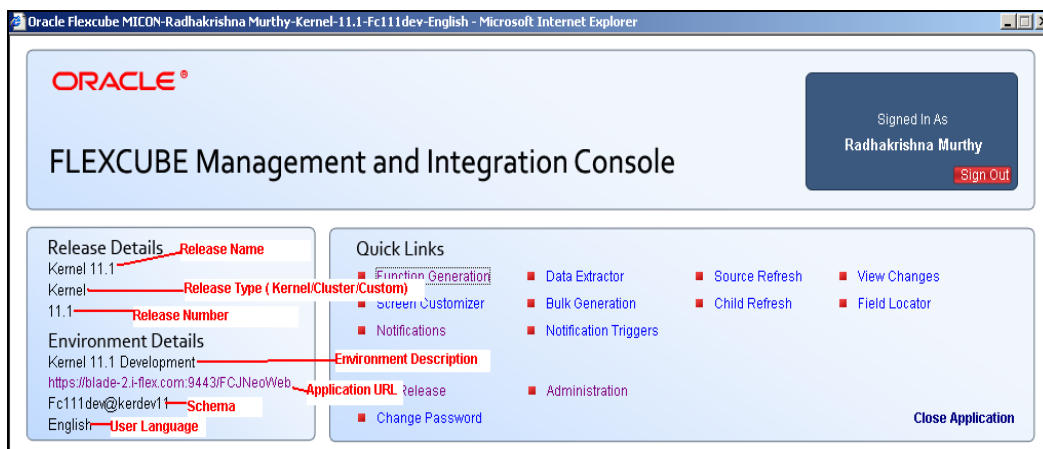 Oracle Flexcube MICON-Radhakrishna Murthy-Kernel-11.1-Fc111dev-English - Microsoft Internet Explorer
ORACLE®
FLEXCUBE Management and Integration Console
Signed In As
Radhakrishna Murthy
Sign Out
Release Details
Release Name
Kernel 11.1
Kernel
Release Type ( Kernel/Cluster/Custom)
11.1
Release Number
Environment Details
Kernel 11.1 Development
Environment Description
https://blade-2.i-flex.com:9443/FCJNeoWeb
Application URL
Fc111dev@kerdev11
Schema
English
User Language
Quick Links
Function Generation
Data Extractor
Source Refresh
View Changes
Screen Customizer
Bulk Generation
Child Refresh
Field Locator
Notifications
Notification Triggers
Release
Administration
Change Password
Close Application